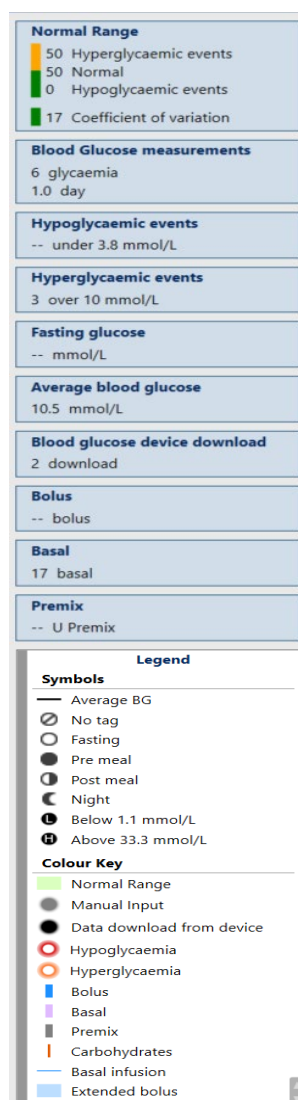 Normal Range
50 Hyperglycaemic events
50 Normal
0 Hypoglycaemic events
17 Coefficient of variation
Blood Glucose measurements
6 glycaemia
1.0 day
Hypoglycaemic events
-- under 3.8 mmol/L
Hyperglycaemic events
3 over 10 mmol/L
Fasting glucose
-- mmol/L
Average blood glucose
10.5 mmol/L
Blood glucose device download
2 download
Bolus
-- bolus
Basal
17 basal
Premix
-- U Premix
Legend
Symbols
Average BG
No tag
Fasting
Pre meal
Post meal
Night
L Below 1.1 mmol/L
H Above 33.3 mmol/L
Colour Key
Normal Range
Manual Input
Data download from device
Hypoglycaemia
Hyperglycaemia
Bolus
Basal
Premix
Carbohydrates
Basal infusion
Extended bolus